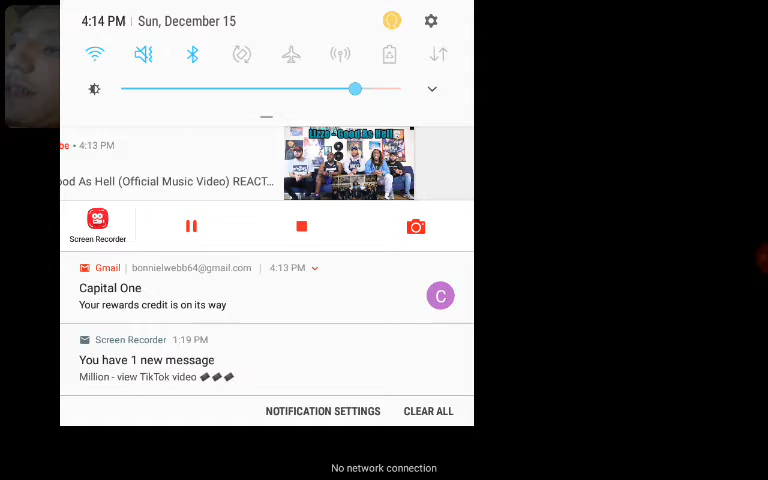 4:14 PM | Sun, December 15
be • 4:13 PM
Lizzo - Good As Hell
od As Hell (Official Music Video) REACT...
Screen Recorder
Gmail | bonnielwebb64@gmail.com | 4:13 PM
Capital One
C
Your rewards credit is on its way
Screen Recorder 1:19 PM
You have 1 new message
Million - view TikTok video
NOTIFICATION SETTINGS CLEAR ALL
No network connection